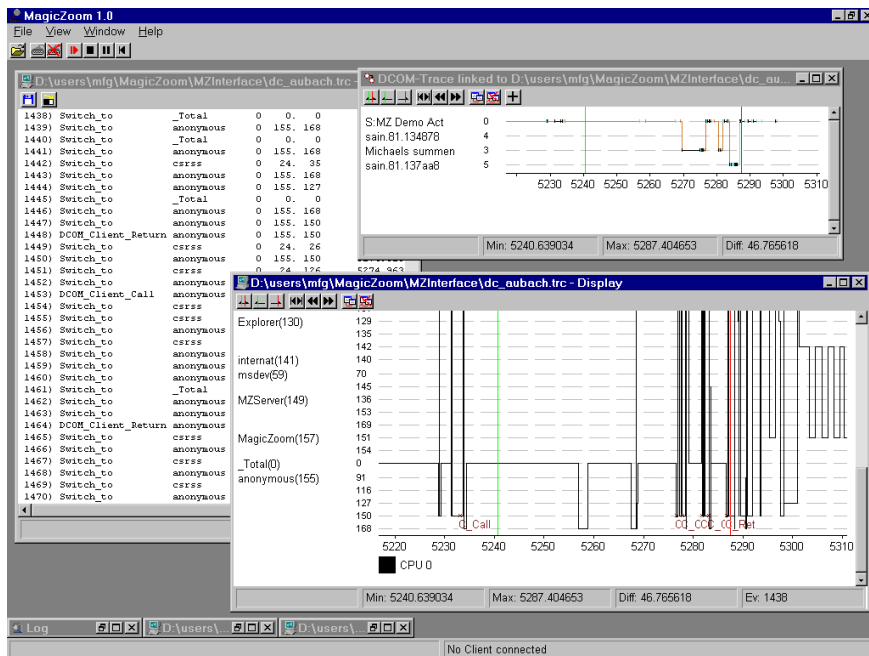 MagicZoom 1.0
File View Window Help
D:\users\mfg\MagicZoom\MZInterface\dc_aubach.trc -
1438) Switch_to _Total 0 0. 0
1439) Switch_to anonymous 0 155. 168
1440) Switch_to _Total 0 0. 0
1441) Switch_to anonymous 0 155. 168
1442) Switch_to csrss 0 24. 35
1443) Switch_to anonymous 0 155. 168
1444) Switch_to anonymous 0 155. 127
1445) Switch_to _Total 0 0. 0
1446) Switch_to anonymous 0 155. 168
1447) Switch_to anonymous 0 155. 150
1448) DCOM_Client_Return anonymous 0 155. 150
1449) Switch_to csrss 0 24. 26
1450) Switch_to anonymous 0 155. 150
1451) Switch_to csrss 0 24. 126 5274.963
1452) Switch_to anonymous
1453) DCOM_Client_Call anonymous
1454) Switch_to csrss
1455) Switch_to csrss
1456) Switch_to anonymous
1457) Switch_to csrss
1458) Switch_to anonymous
1459) Switch_to anonymous
1460) Switch_to anonymous
1461) Switch_to _Total
1462) Switch_to anonymous
1463) Switch_to anonymous
1464) DCOM_Client_Return anonymous
1465) Switch_to csrss
1466) Switch_to anonymous
1467) Switch_to csrss
1468) Switch_to anonymous
1469) Switch_to csrss
1470) Switch_to anonymous
DCOM-Trace linked to D:\users\mfg\MagicZoom\MZInterface\dc_au...
S:MZ Demo Act 0
sain.81.134878 4
Michaels summen 3
sain.81.137aa8 5
5230 5240 5250 5260 5270 5280 5290 5300 5310
Min: 5240.639034 Max: 5287.404653 Diff: 46.765618
D:\users\mfg\MagicZoom\MZInterface\dc_aubach.trc - Display
Explorer(130) 129
135
142
internat(141) 140
msdev(59) 70
145
MZServer(149) 136
153
169
MagicZoom(157) 151
154
_Total(0) 0
anonymous(155) 91
116
127
150
168
C_Call CC_CCC_CC_Ret
5220 5230 5240 5250 5260 5270 5280 5290 5300 5310
CPU 0
Min: 5240.639034 Max: 5287.404653 Diff: 46.765618 Ev: 1438
Log D:\users\... D:\users\...
No Client connected